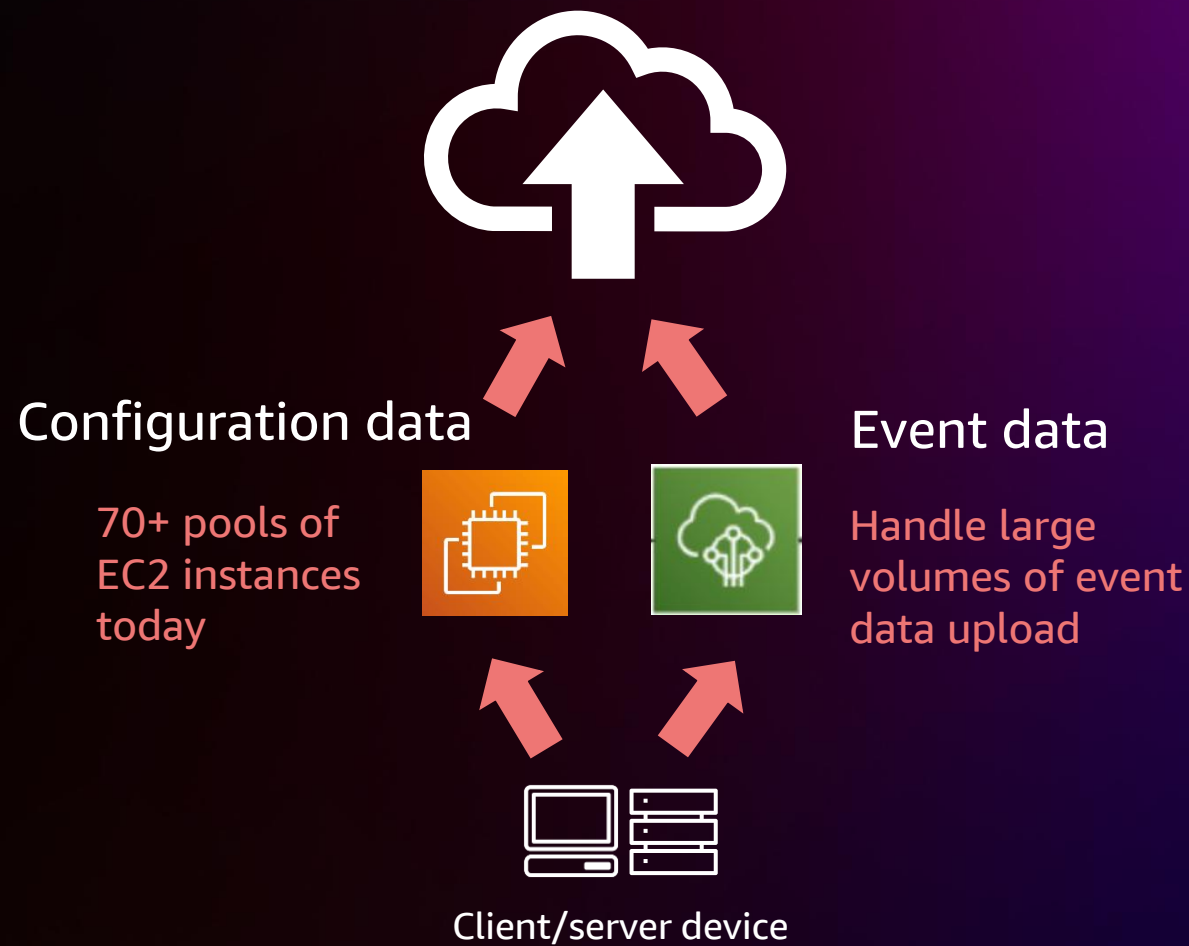 Configuration data
70+ pools of
EC2 instances
today
Event data
Handle large
volumes of event
data upload
Client/server device